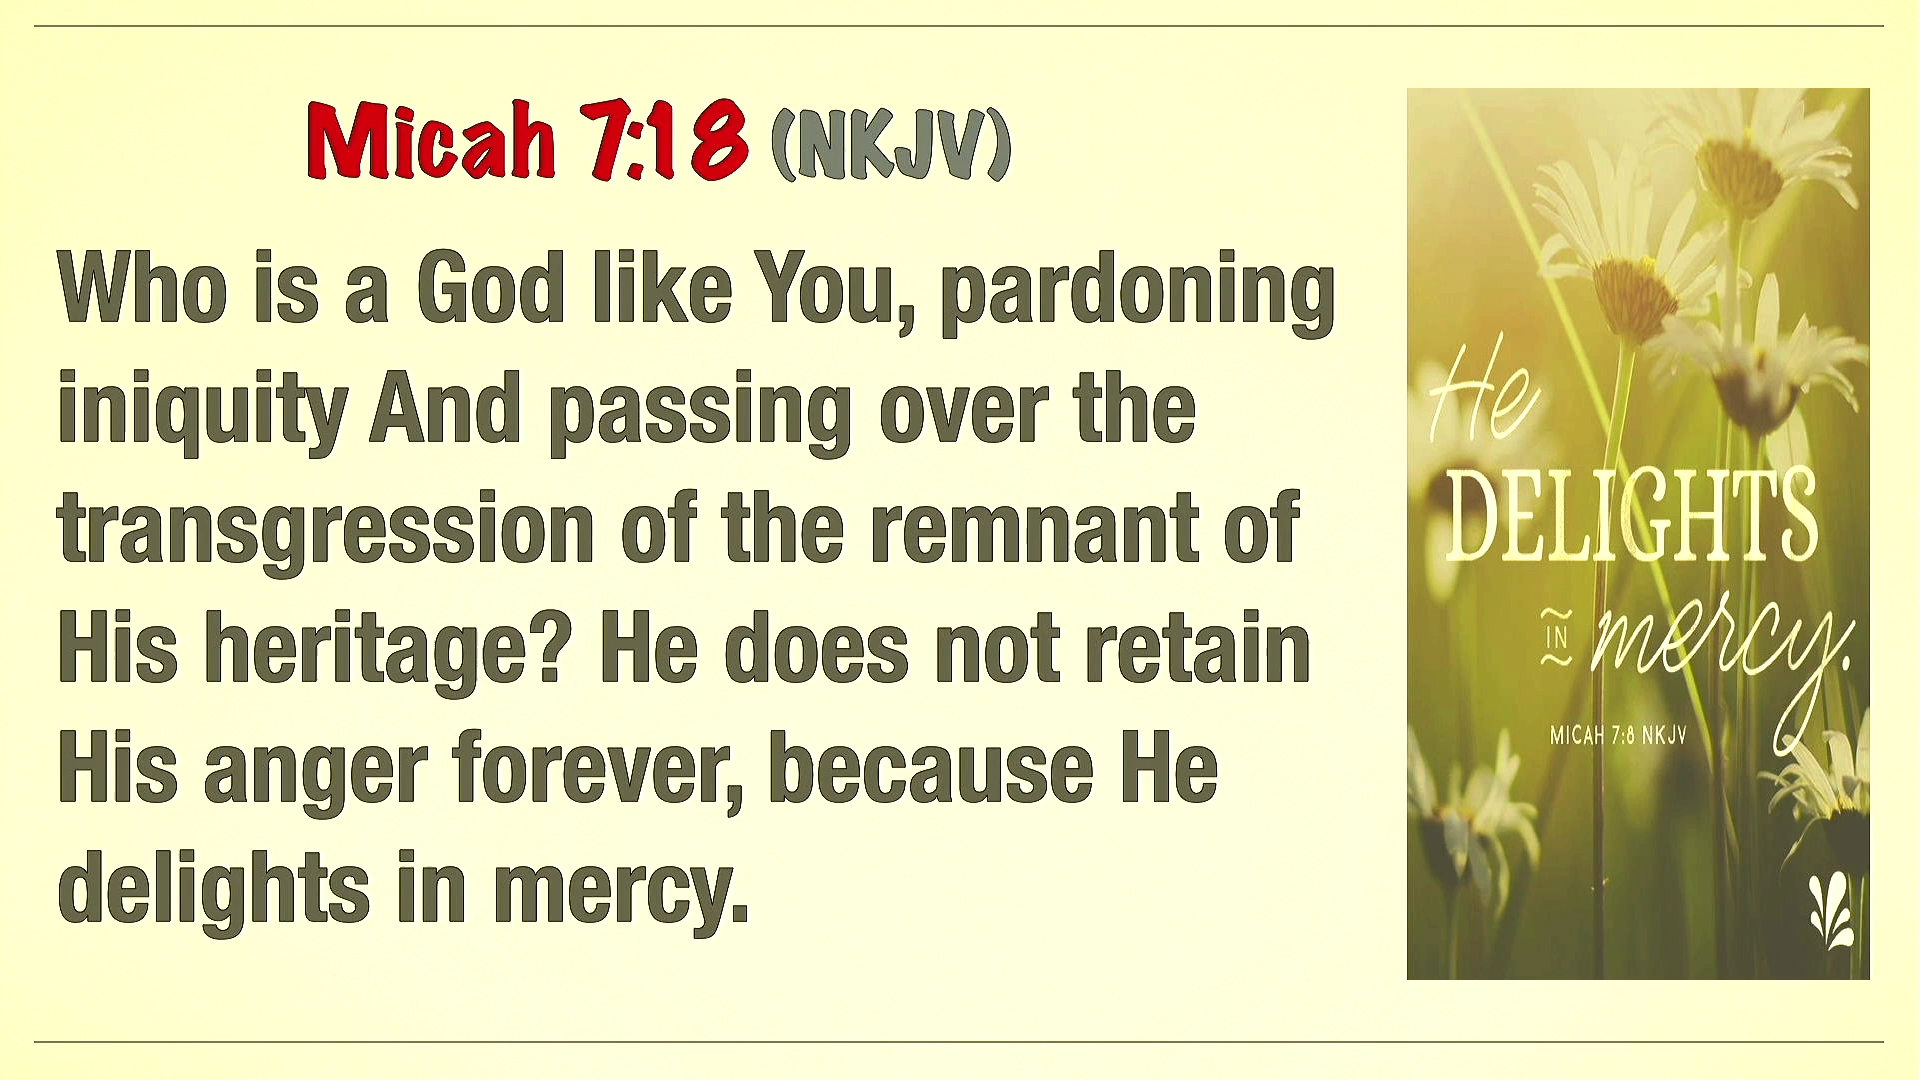 Micah 7:18 (NKJV)
Who is a God like You, pardoning
iniquity And passing over the
transgression of the remnant of
His heritage? He does not retain
His anger forever, because He
delights in mercy.
He
DELIGHTS
IN mercy.
MICAH 7:8 NKJV